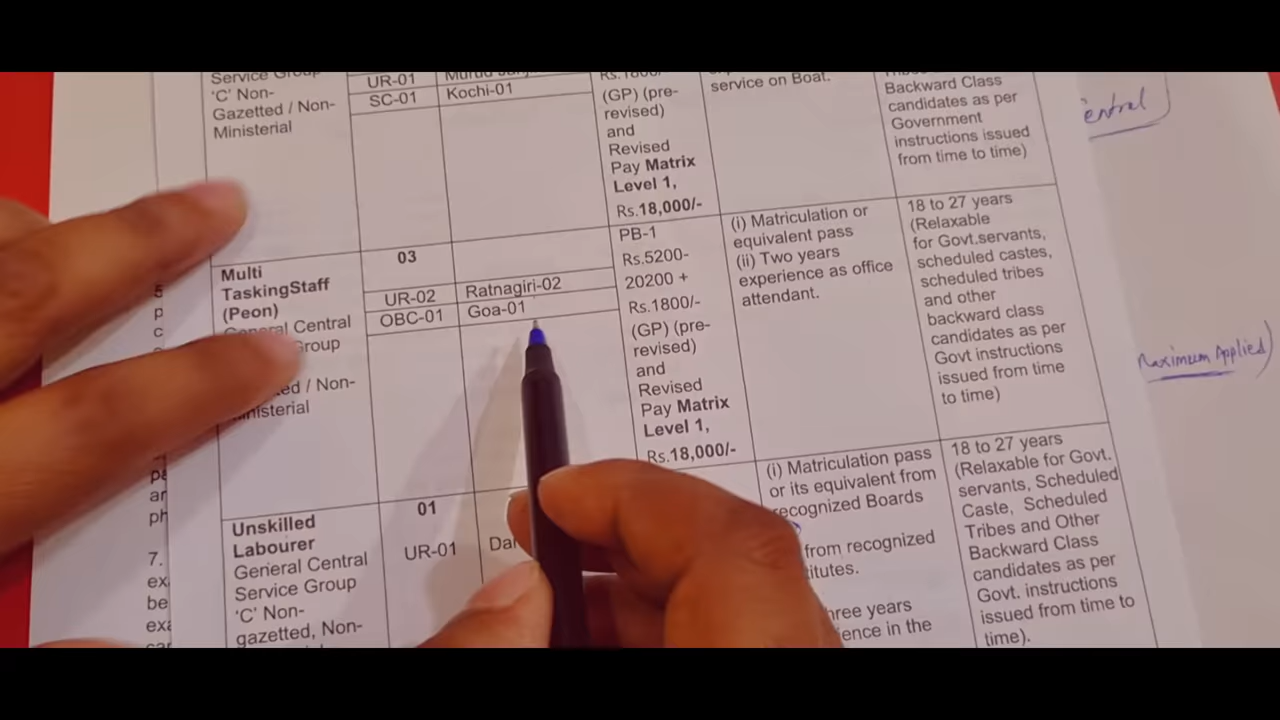 Service Group
'C' Non-
Gazetted / Non-
Ministerial
UR-01
SC-01
Kochi-01
(GP) (pre-
revised)
and
Revised
Pay Matrix
Level 1,
Rs.18,000/-
service on Boat.
Backward Class
candidates as per
Government
instructions issued
from time to time)
Multi
TaskingStaff
(Peon)
General Central
Group
/ Non-
03
UR-02
OBC-01
Ratnagiri-02
Goa-01
PB-1
Rs.5200-
20200 +
Rs.1800/-
(GP) (pre-
revised)
and
Revised
Pay Matrix
Level 1,
Rs.18,000/-
(i) Matriculation or
equivalent pass
(ii) Two years
experience as office
attendant.
18 to 27 years
(Relaxable
for Govt.servants,
scheduled castes,
scheduled tribes
and other
backward class
candidates as per
Govt instructions
issued from time
to time)
Maximum Applied)
Unskilled
Labourer
General Central
Service Group
'C' Non-
gazetted, Non-
01
UR-01
(i) Matriculation pass
or its equivalent from
recognized Boards
from recognized
years
in the
18 to 27 years
(Relaxable for Govt.
servants, Scheduled
Caste, Scheduled
Tribes and Other
Backward Class
candidates as per
Govt. instructions
issued from time to
time).
7.